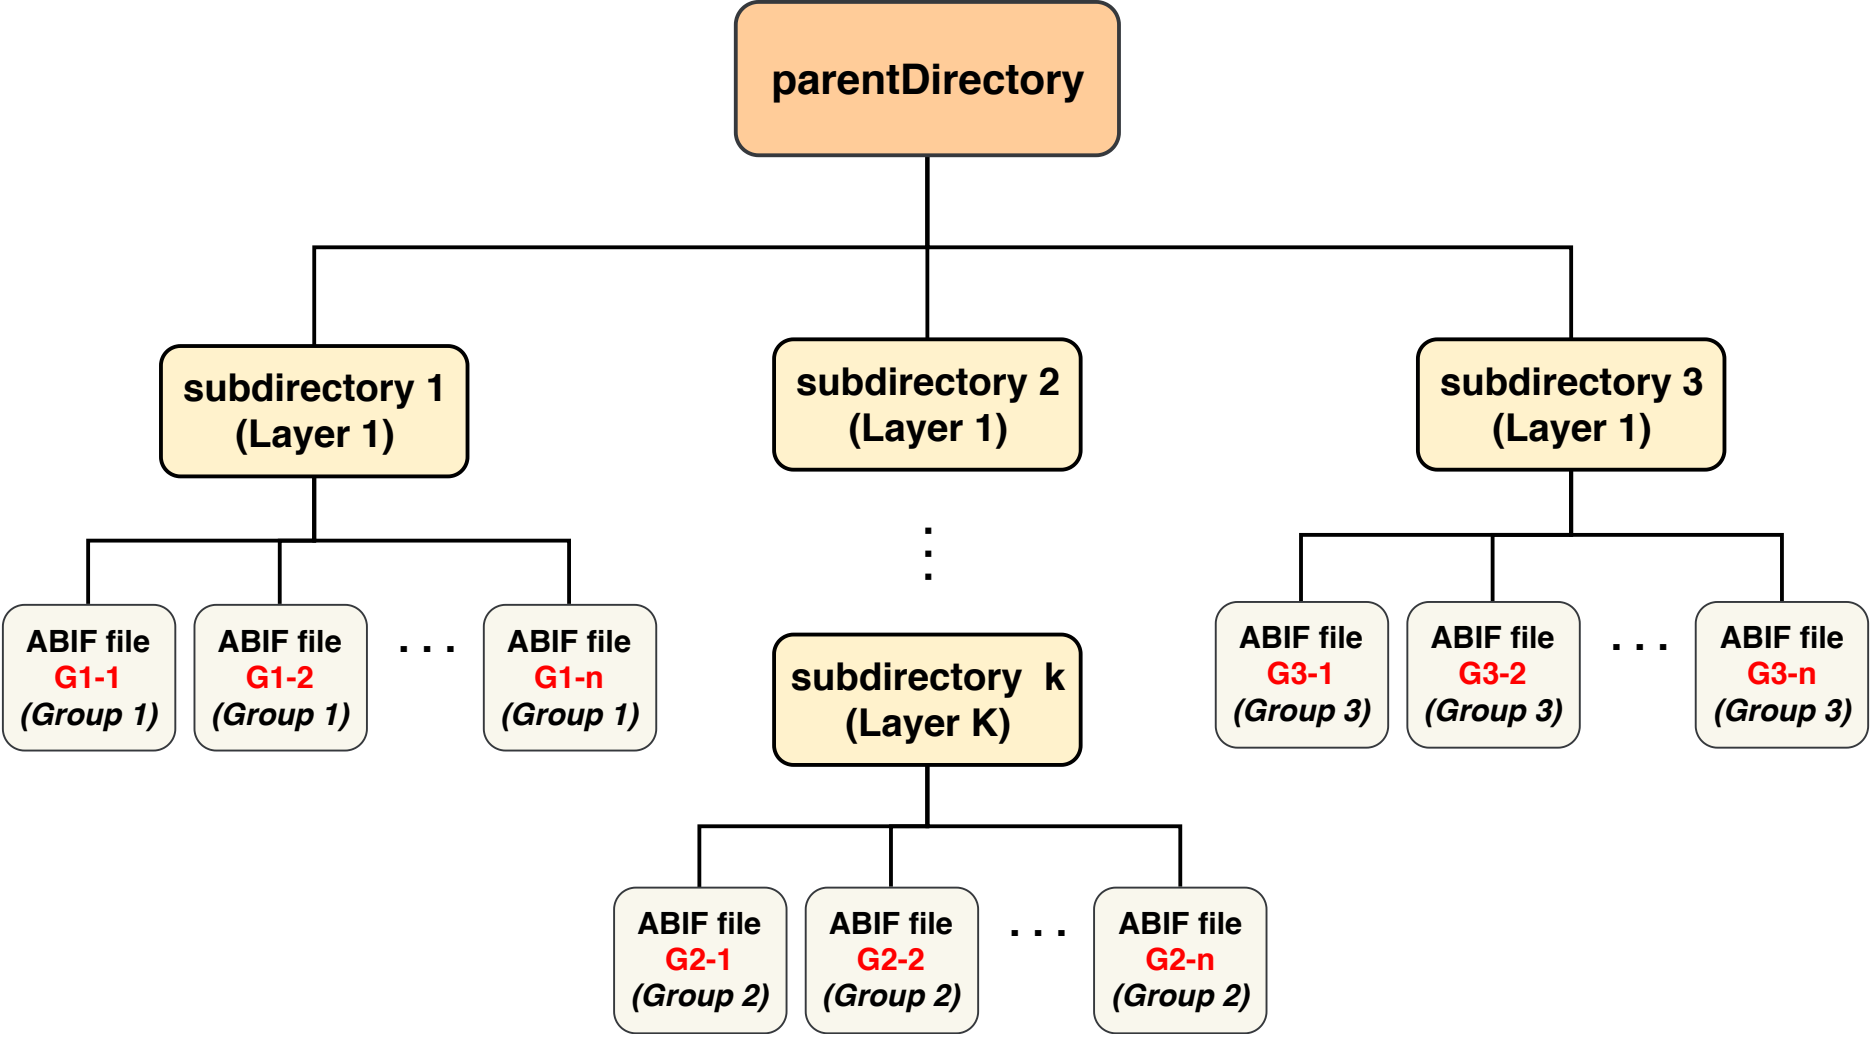 parentDirectory
subdirectory 1
(Layer 1)
subdirectory 2
(Layer 1)
subdirectory 3
(Layer 1)
ABIF file
G1-1
(Group 1)
ABIF file
G1-2
(Group 1)
. . .
ABIF file
G1-n
(Group 1)
.
.
.
subdirectory  k
(Layer K)
ABIF file
G3-1
(Group 3)
ABIF file
G3-2
(Group 3)
. . .
ABIF file
G3-n
(Group 3)
ABIF file
G2-1
(Group 2)
ABIF file
G2-2
(Group 2)
. . .
ABIF file
G2-n
(Group 2)